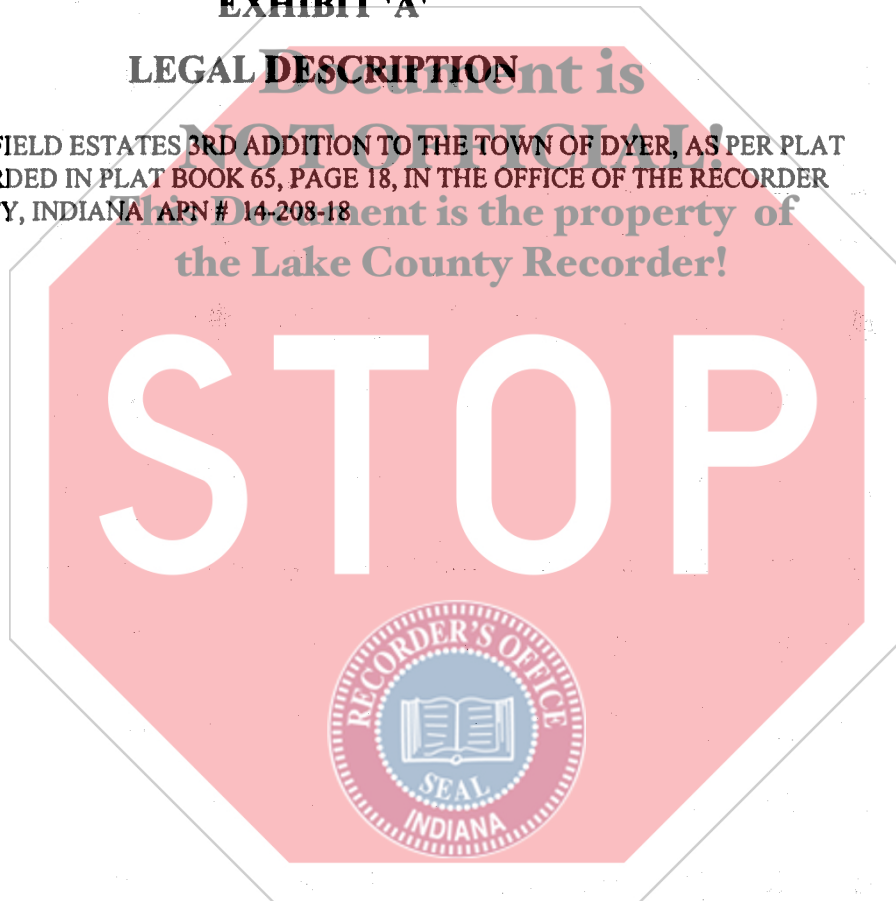 EXHIBIT 'A'
LEGAL DESCRIPTION
Document is
NOT OFFICIAL!
This Document is the property of
the Lake County Recorder!
FIELD ESTATES 3RD ADDITION TO THE TOWN OF DYER, AS PER PLAT
RDED IN PLAT BOOK 65, PAGE 18, IN THE OFFICE OF THE RECORDER
Y, INDIANA APN # 14-208-18
STOP
RECORDER'S OFFICE
SEAL
INDIANA